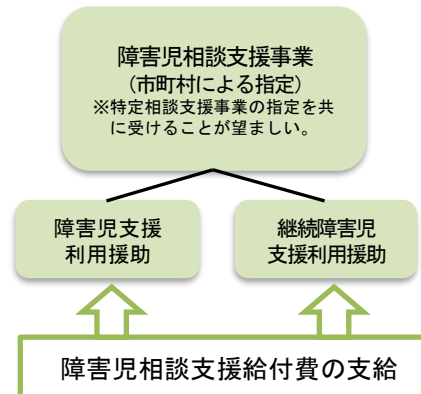 障害児相談支援事業
（市町村による指定）
※特定相談支援事業の指定を共
に受けることが望ましい。
障害児支援
利用援助
継続障害児
支援利用援助
障害児相談支援給付費の支給